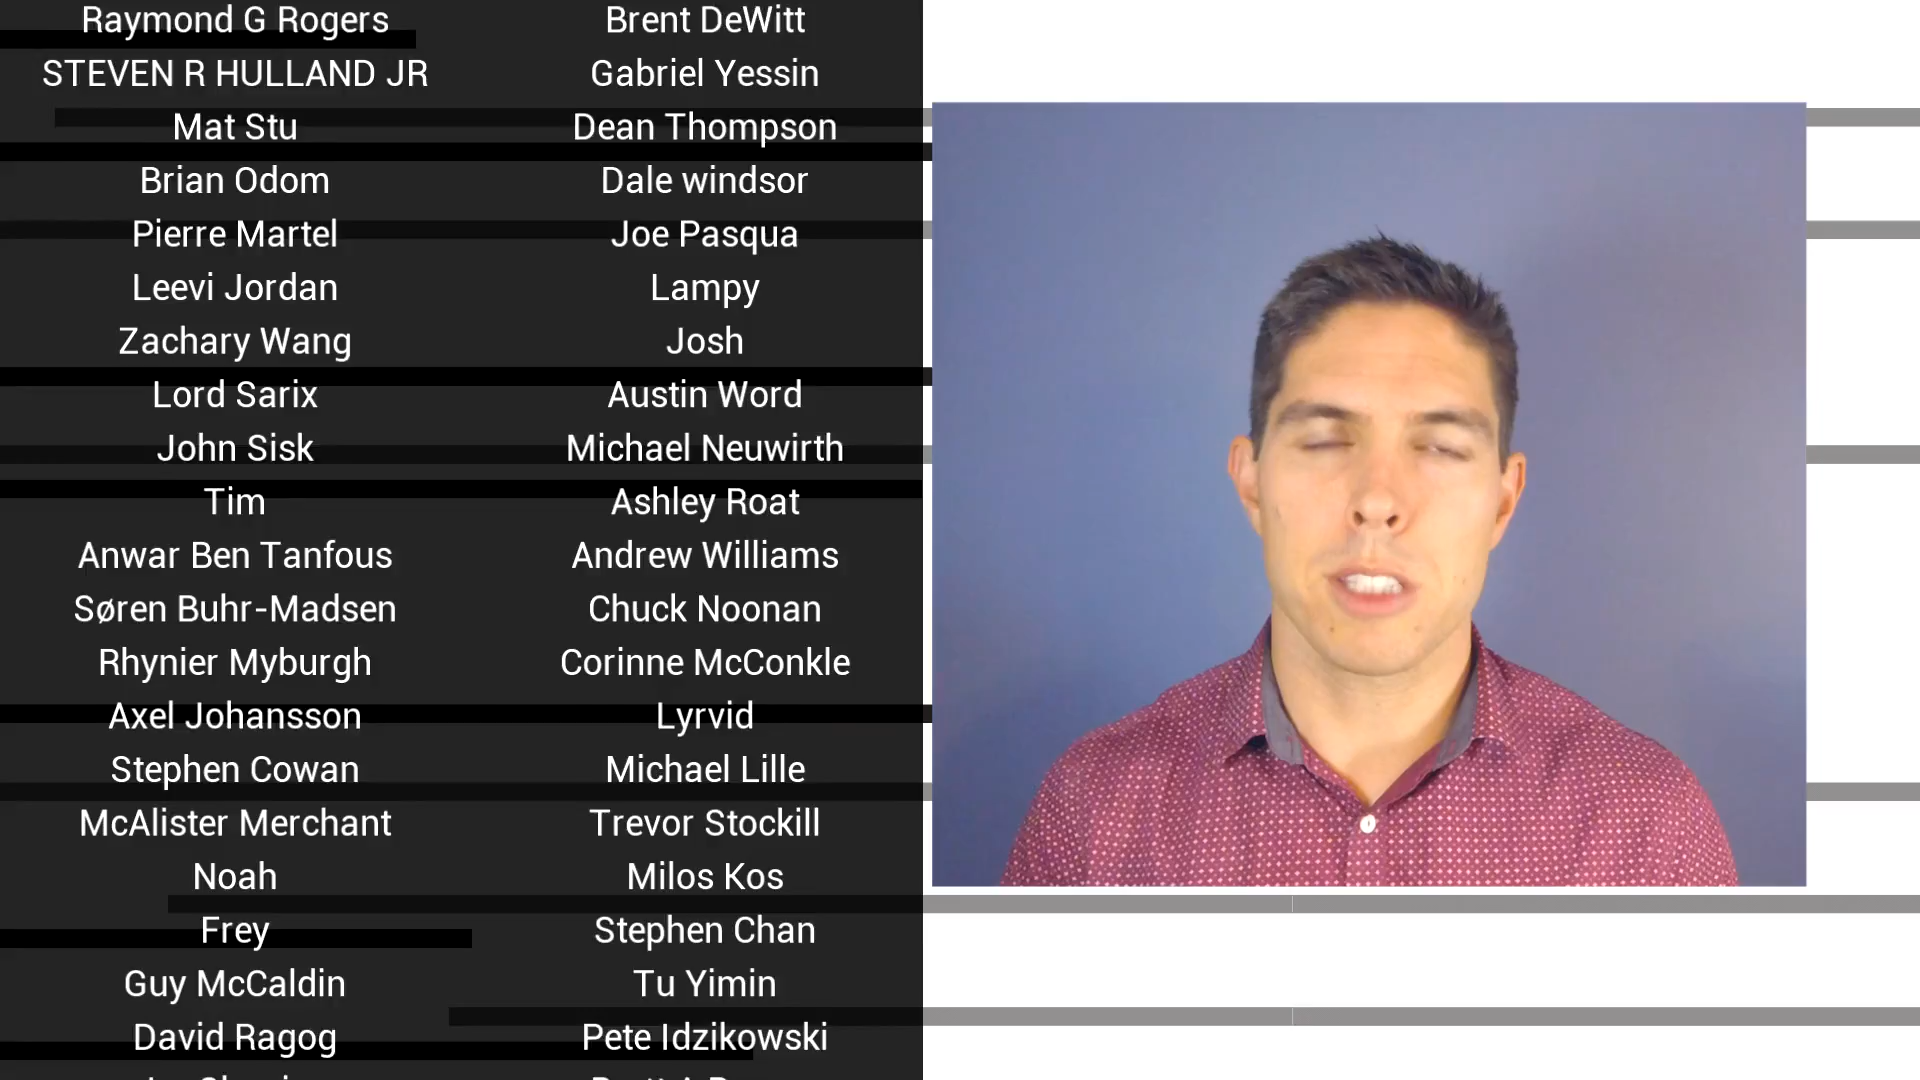 Raymond G Rogers
STEVEN R HULLAND JR
Mat Stu
Brian Odom
Pierre Martel
Leevi Jordan
Zachary Wang
Lord Sarix
John Sisk
Tim
Anwar Ben Tanfous
Søren Buhr-Madsen
Rhynier Myburgh
Axel Johansson
Stephen Cowan
McAlister Merchant
Noah
Frey
Guy McCaldin
David Ragog
Brent DeWitt
Gabriel Yessin
Dean Thompson
Dale windsor
Joe Pasqua
Lampy
Josh
Austin Word
Michael Neuwirth
Ashley Roat
Andrew Williams
Chuck Noonan
Corinne McConkle
Lyrvid
Michael Lille
Trevor Stockill
Milos Kos
Stephen Chan
Tu Yimin
Pete Idzikowski